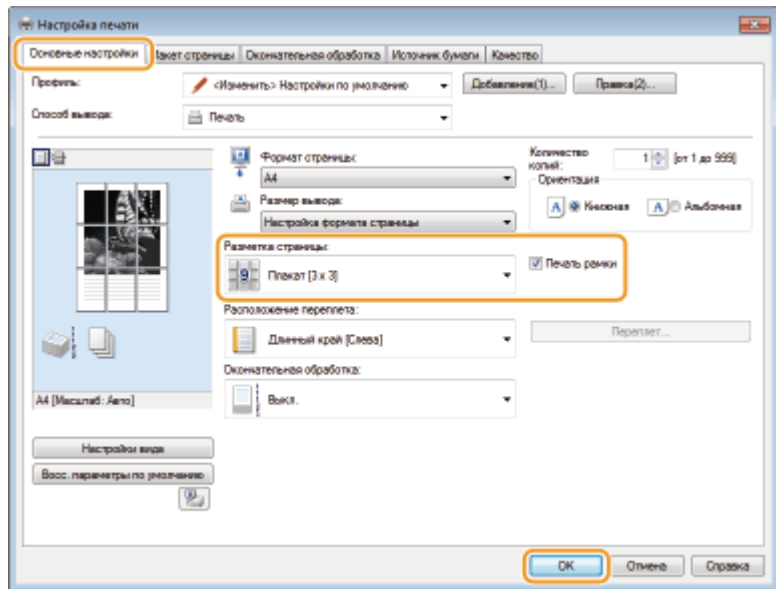 Настройка печати
Основные настройки Макет страницы Окончательная обработка Источник бумаги Качество
Профиль: <Изменить> Настройки по умолчанию Добавление(1)... Правка(2)...
Способ вывода: Печать
Формат страницы: Количество копий: 1 [от 1 до 999]
A4 Ориентация
Размер вывода: A Книжная A Альбомная
Настройка формата страницы
Разметка страницы:
9 Плакат [3 x 3] Печать рамки
Расположение переплета:
Длинный край [Слева] Переплет...
Окончательная обработка:
A4 [Масштаб: Авто] Выкл.
Настройки вида
Восс. параметры по умолчанию
OK Отмена Справка